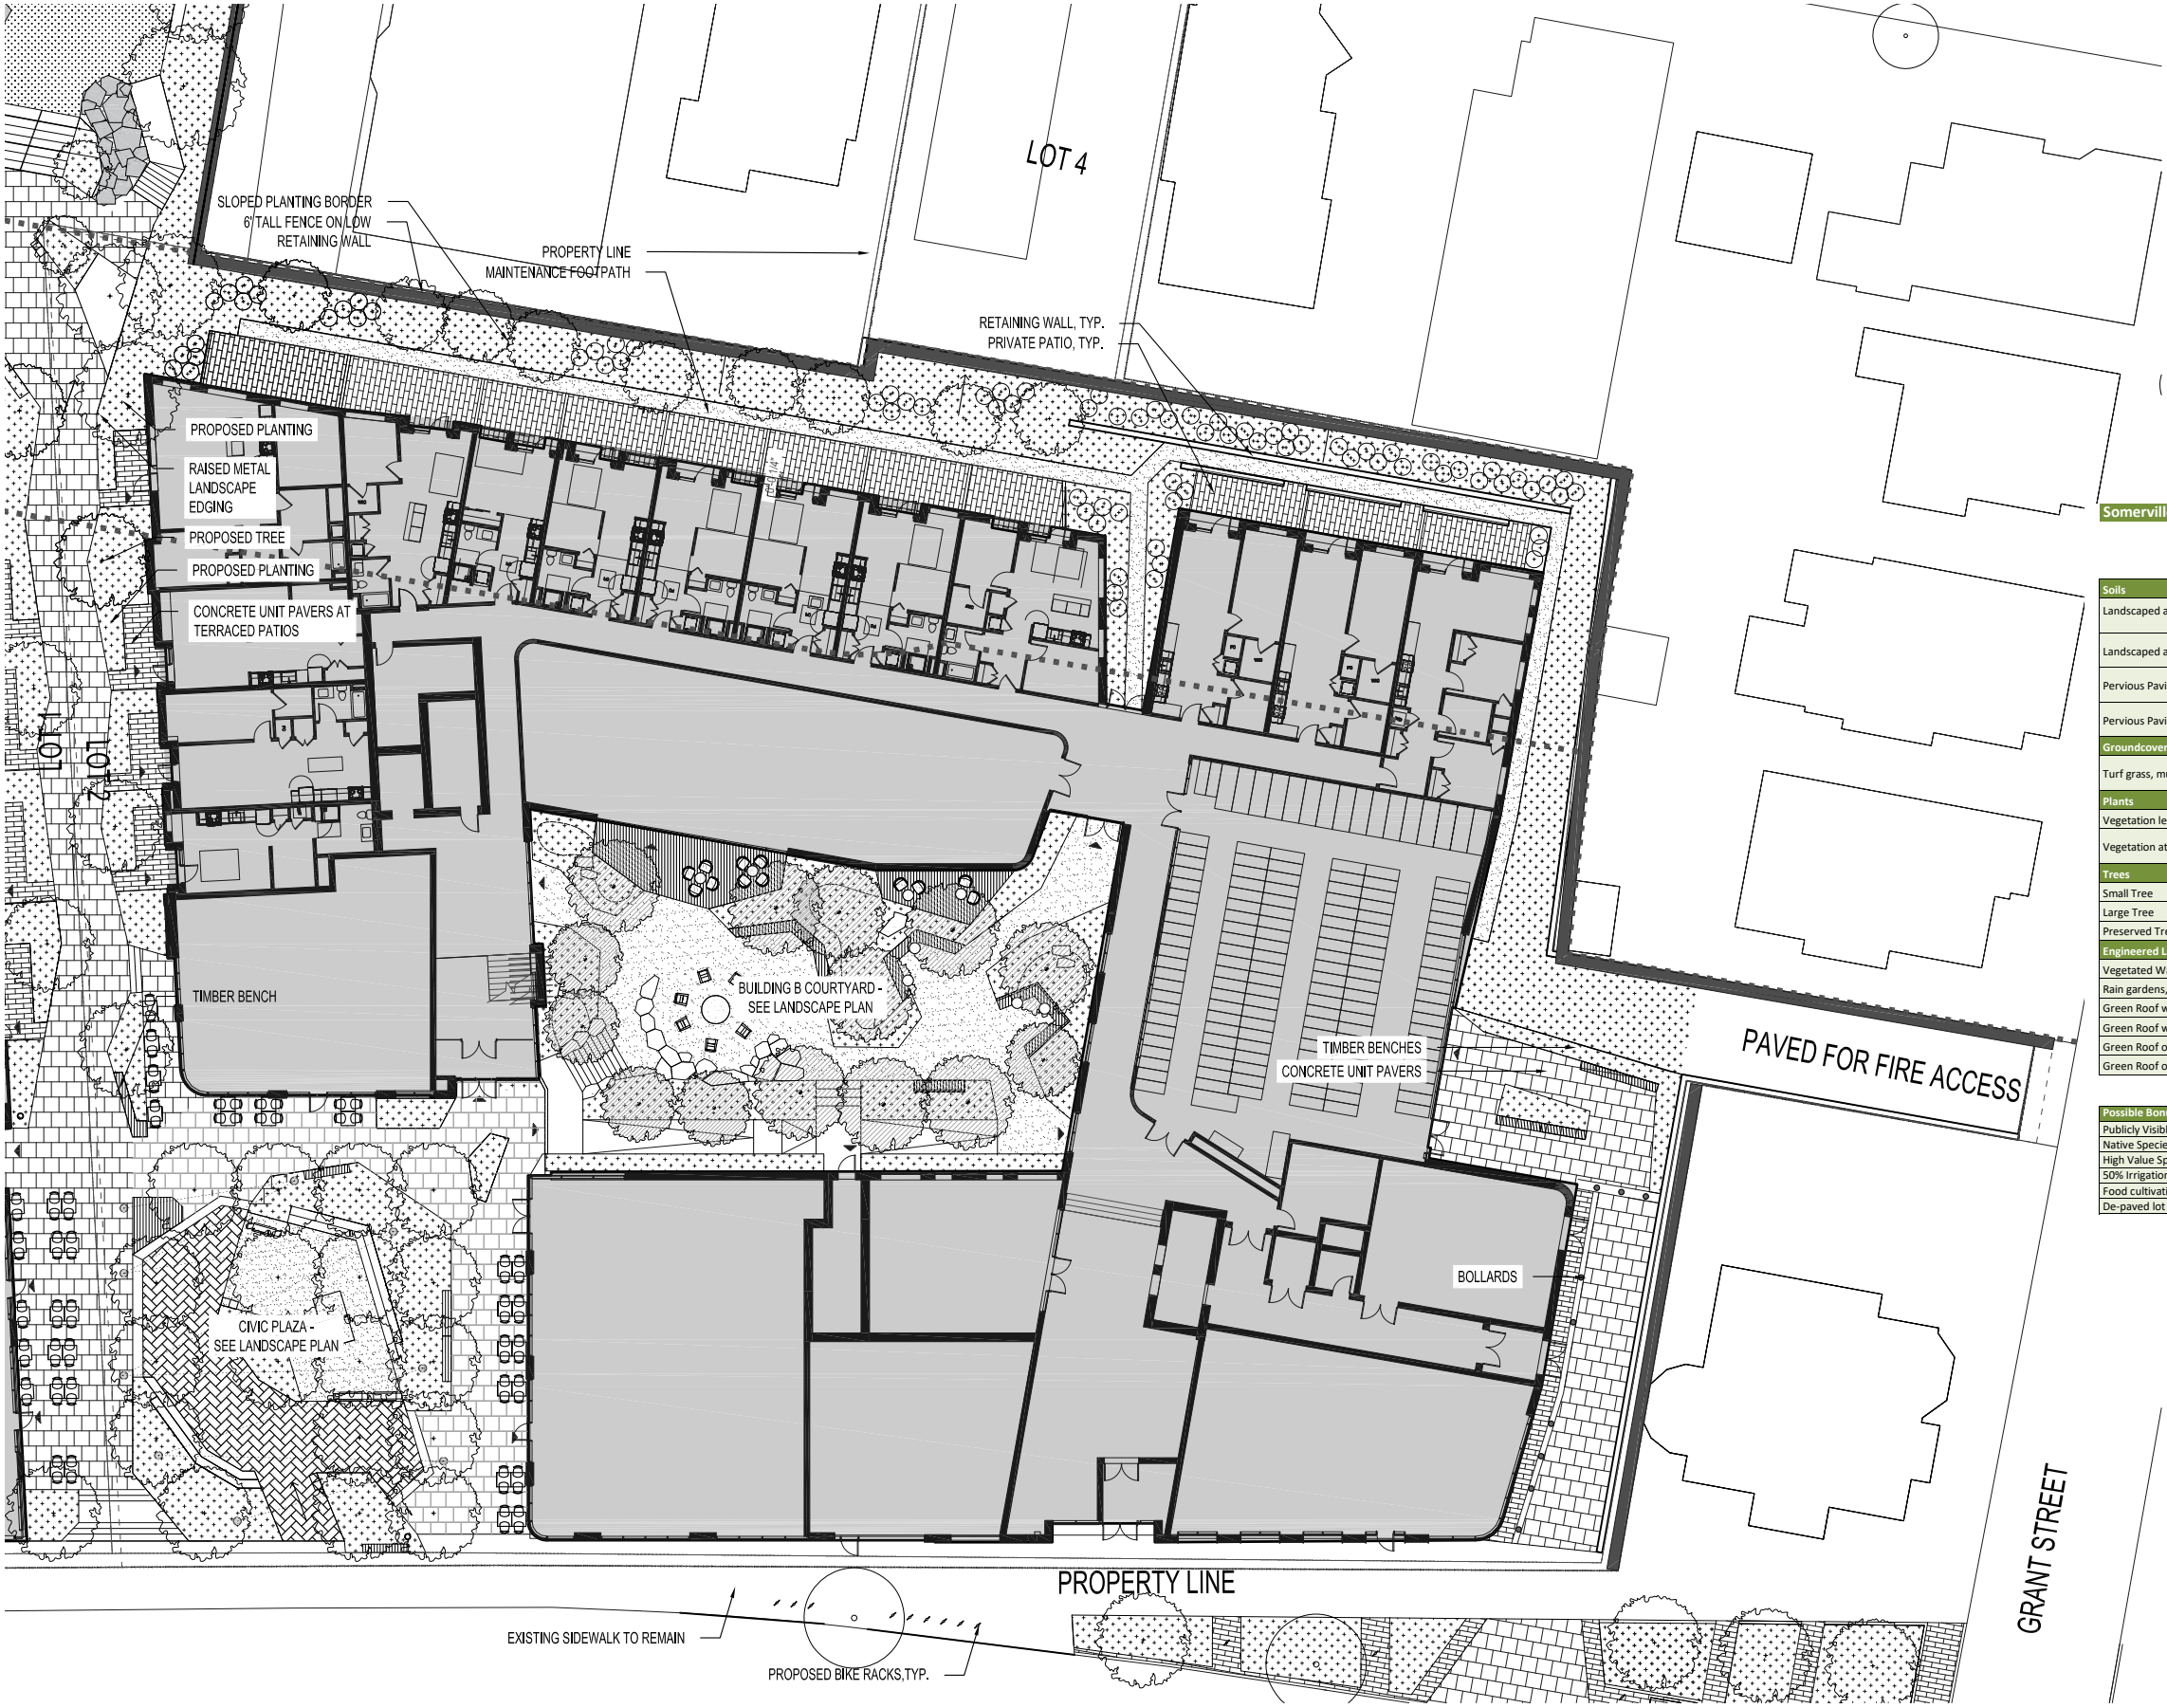 LOT 4
SLOPED PLANTING BORDER
6' TALL FENCE ON LOW
RETAINING WALL
PROPERTY LINE
MAINTENANCE FOOTPATH
RETAINING WALL, TYP.
PRIVATE PATIO, TYP.
PROPOSED PLANTING
RAISED METAL
LANDSCAPE
EDGING
PROPOSED TREE
PROPOSED PLANTING
CONCRETE UNIT PAVERS AT
TERRACED PATIOS
LOT 1
LOT 2
TIMBER BENCH
BUILDING B COURTYARD -
SEE LANDSCAPE PLAN
TIMBER BENCHES
CONCRETE UNIT PAVERS
PAVED FOR FIRE ACCESS
BOLLARDS
CIVIC PLAZA -
SEE LANDSCAPE PLAN
PROPERTY LINE
GRANT STREET
EXISTING SIDEWALK TO REMAIN
PROPOSED BIKE RACKS,TYP.
Somervill
Soils
Landscaped a
Landscaped a
Pervious Pavi
Pervious Pavi
Groundcover
Turf grass, mu
Plants
Vegetation le
Vegetation at
Trees
Small Tree
Large Tree
Preserved Tre
Engineered L
Vegetated Wa
Rain gardens,
Green Roof w
Green Roof w
Green Roof o
Green Roof o
Possible Bon
Publicly Visibl
Native Specie
High Value Sp
50% Irrigation
Food cultivati
De-paved lot